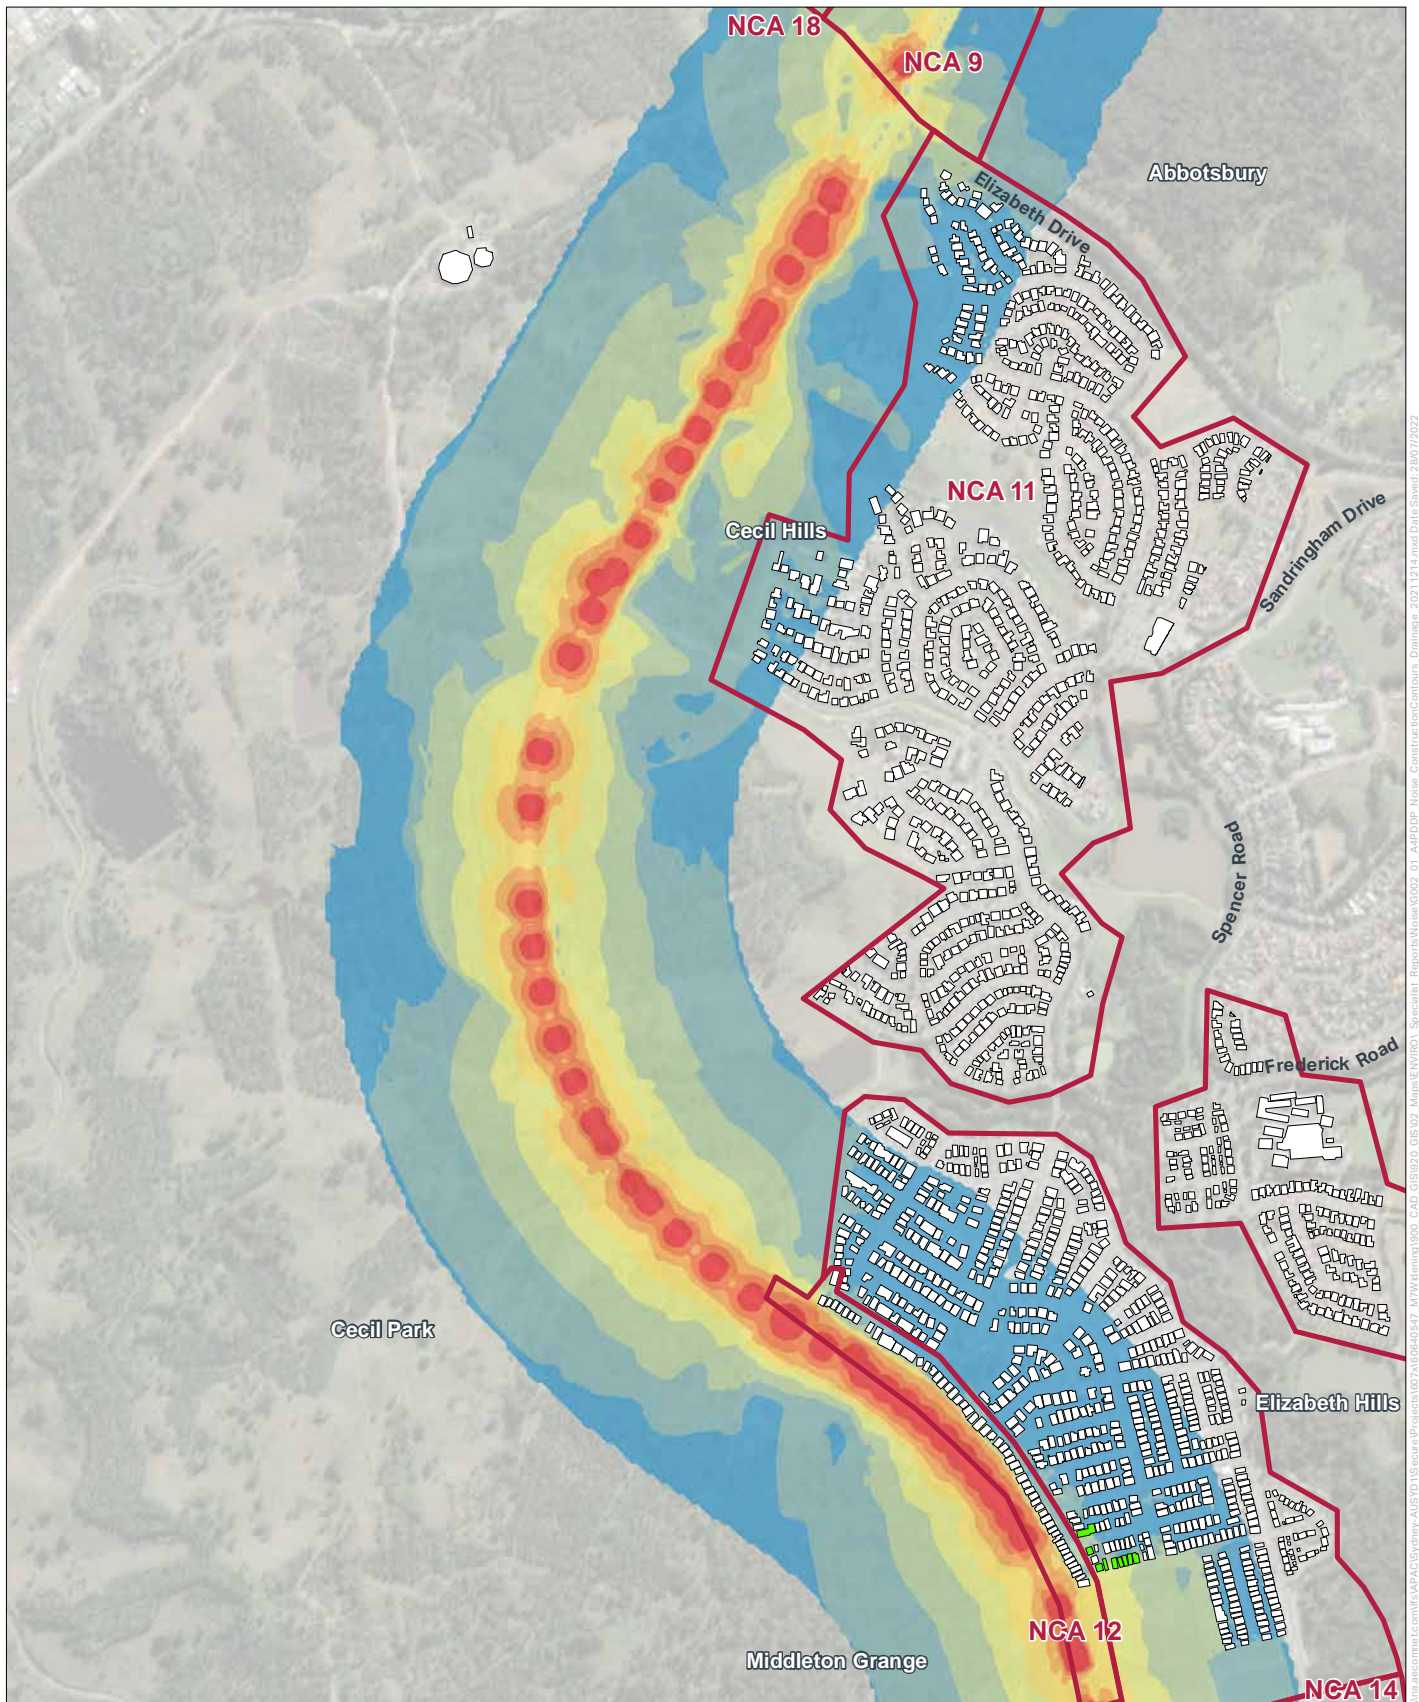 NCA 18
NCA 9
Abbotsbury
Elizabeth Drive
NCA 11
Cecil Hills
Sandringham Drive
Spencer Road
Frederick Road
Cecil Park
Elizabeth Hills
NCA 12
Middleton Grange
NCA 14